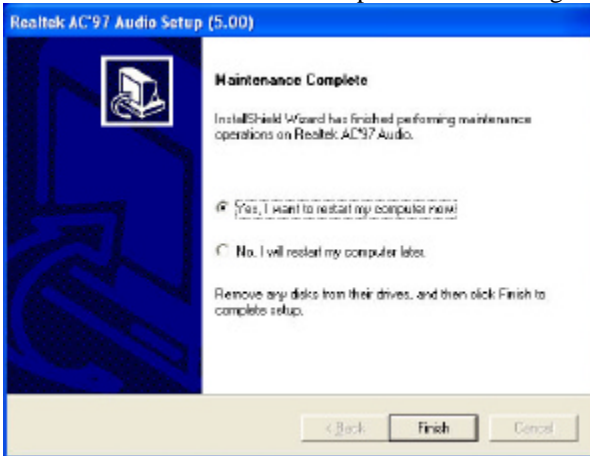 Realtek AC'97 Audio Setup (5.00)
Maintenance Complete
InstallShield Wizard has finished performing maintenance
operations on Realtek AC'97 Audio.
Yes, I want to restart my computer now!
No, I will restart my computer later.
Remove any disks from their drives, and then click Finish to
complete setup.
< Back Finish Cancel